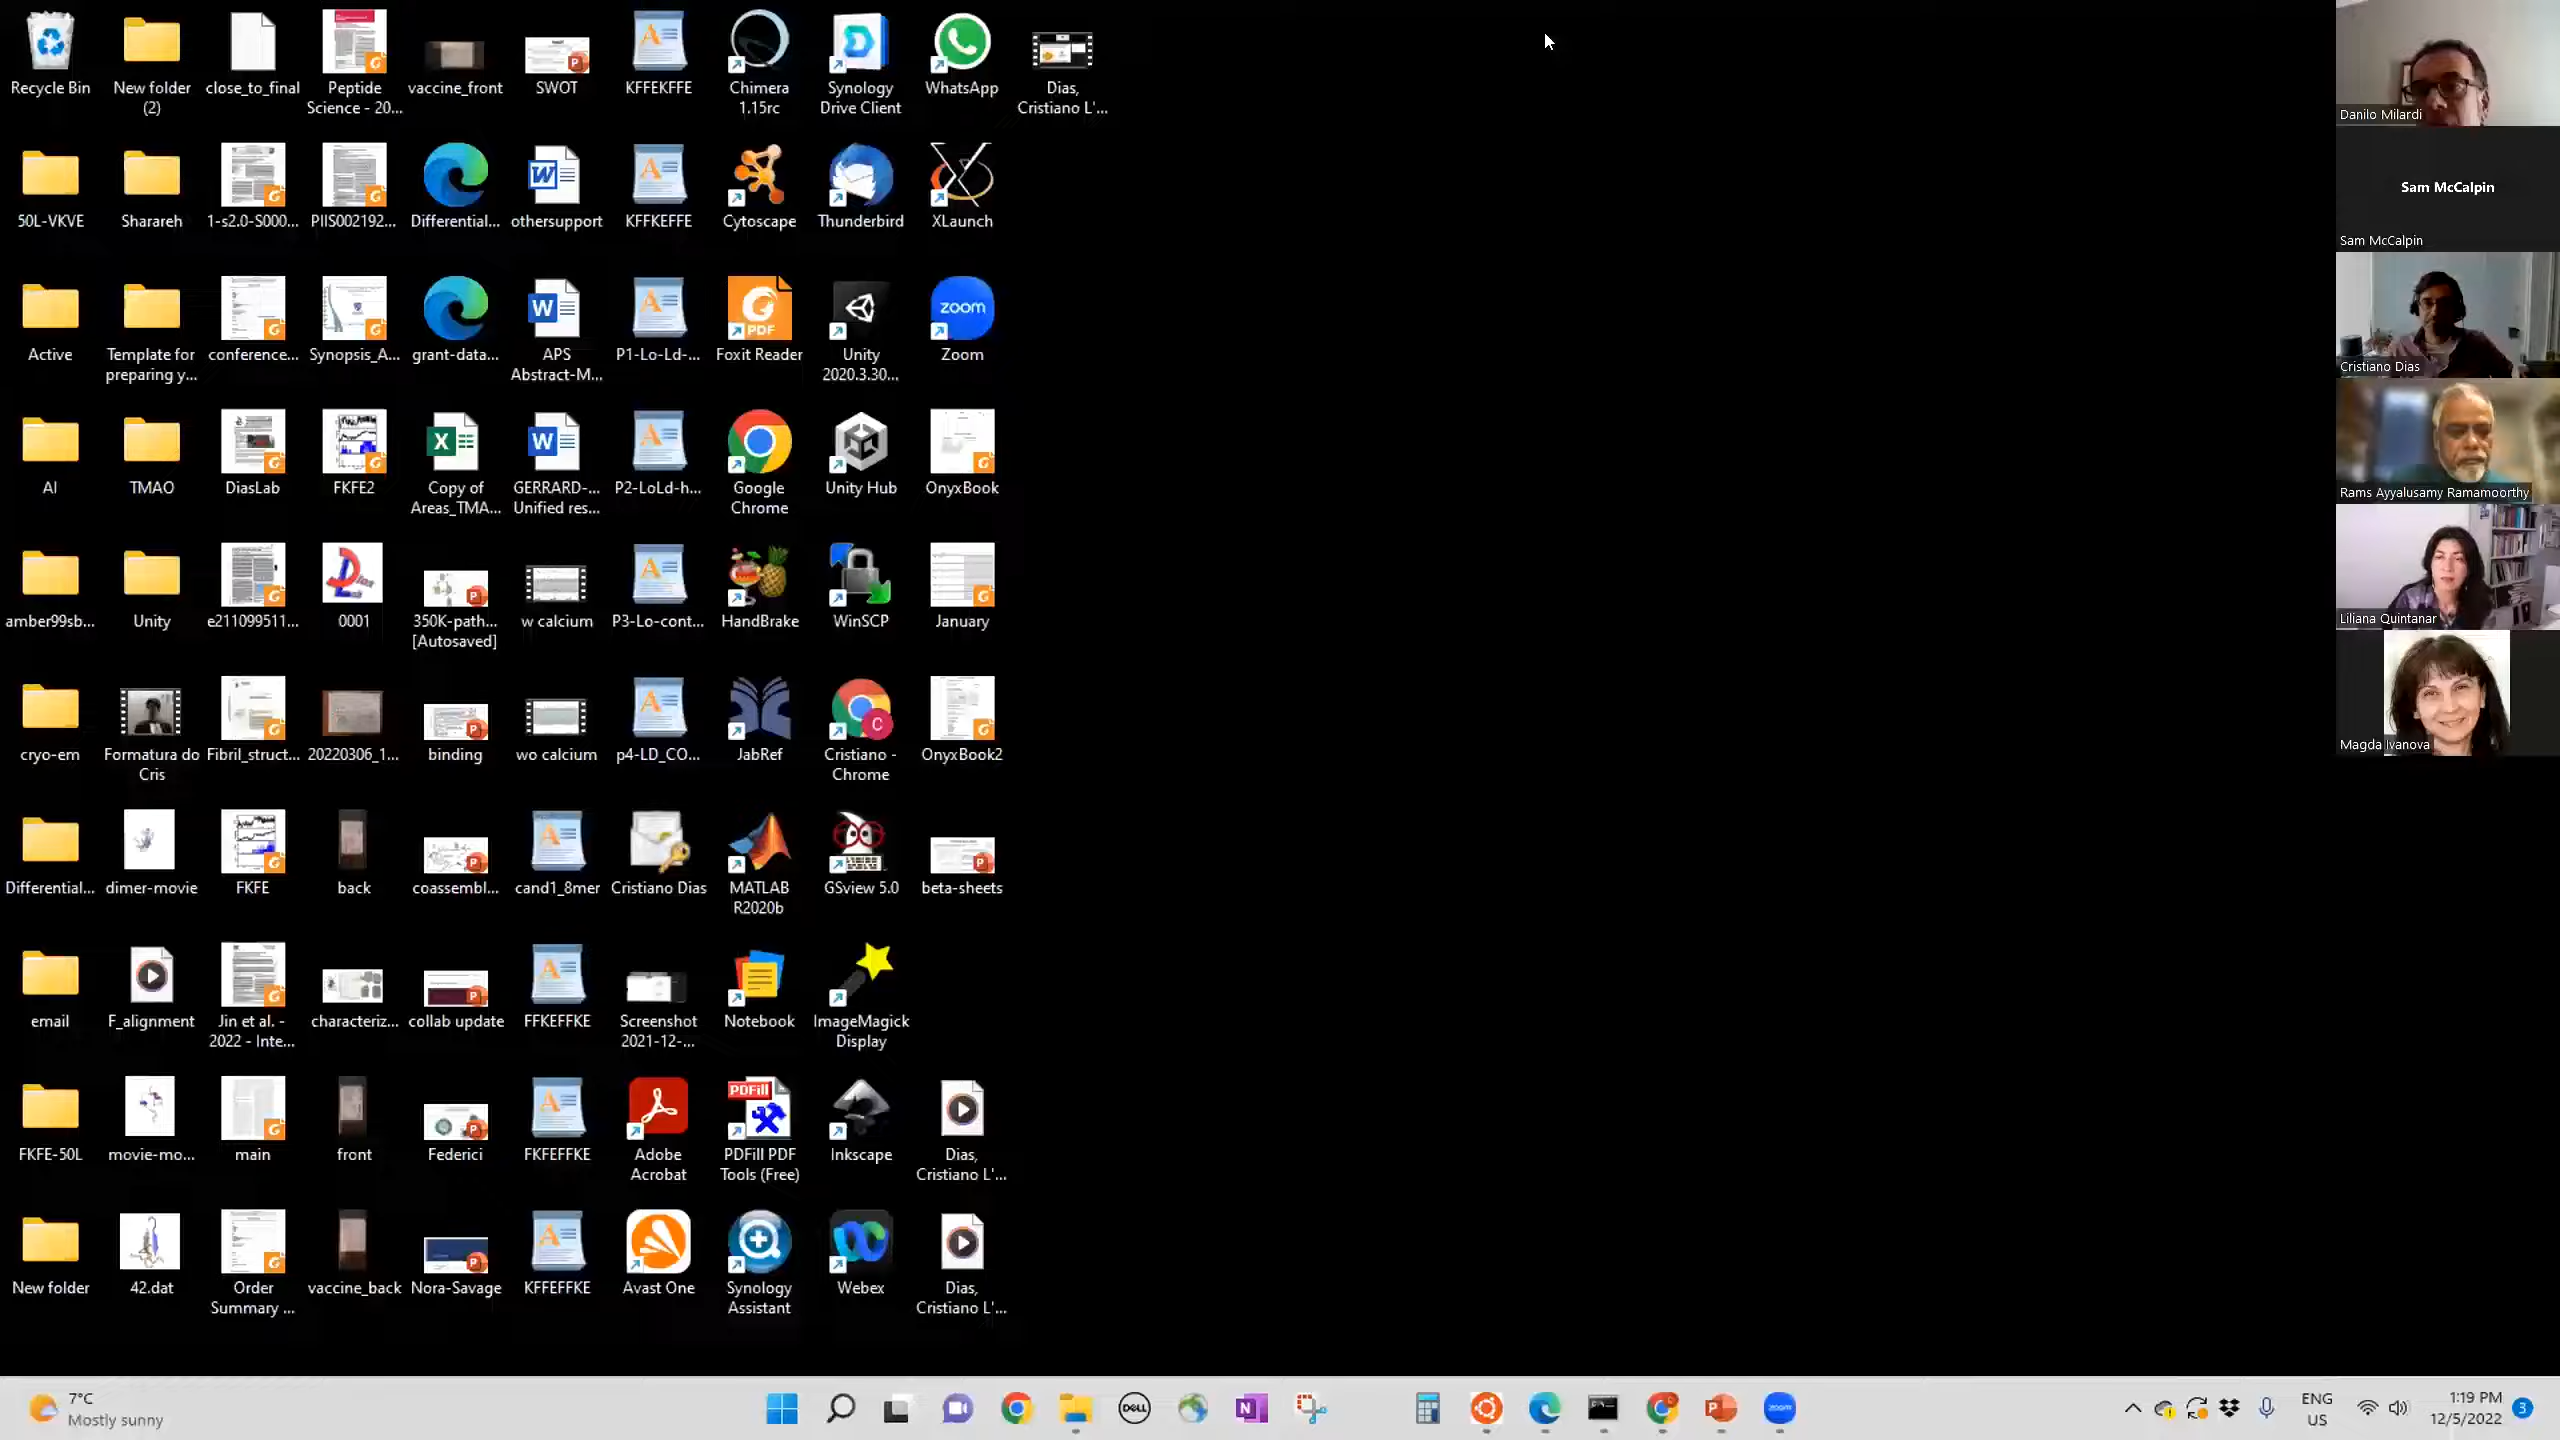 Recycle Bin
New folder
(2)
close_to_final
Peptide
Science - 20...
vaccine_front
SWOT
KFFEKFFE
Chimera
1.15rc
Synology
Drive Client
WhatsApp
Dias,
Cristiano L'...
50L-VKVE
Sharareh
1-s2.0-S000...
PIIS002192...
Differential...
othersupport
KFFKEFFE
Cytoscape
Thunderbird
XLaunch
Active
Template for
preparing y...
conference...
Synopsis_A...
grant-data...
APS
Abstract-M...
P1-Lo-Ld-...
Foxit Reader
PDF
Unity
2020.3.30...
zoom
Zoom
AI
TMAO
DiasLab
FKFE2
Copy of
Areas_TMA...
GERRARD-...
Unified res...
P2-LoLd-h...
Google
Chrome
Unity Hub
OnyxBook
amber99sb...
Unity
e211099511...
0001
350K-path...
[Autosaved]
w calcium
P3-Lo-cont...
HandBrake
WinSCP
January
cryo-em
Formatura do
Cris
Fibril_struct...
20220306_1...
binding
wo calcium
p4-LD_CO...
JabRef
Cristiano -
Chrome
OnyxBook2
Differential...
dimer-movie
FKFE
back
coassembl...
cand1_8mer
Cristiano Dias
MATLAB
R2020b
GSview 5.0
beta-sheets
email
F_alignment
Jin et al. -
2022 - Inte...
characteriz...
collab update
FFKEFFKE
Screenshot
2021-12-...
Notebook
ImageMagick
Display
FKFE-50L
movie-mo...
main
front
Federici
FKFEFFKE
Adobe
Acrobat
PDFill
PDFill PDF
Tools (Free)
Inkscape
Dias,
Cristiano L'...
New folder
42.dat
Order
Summary ...
vaccine_back
Nora-Savage
KFFEFFKE
Avast One
Synology
Assistant
Webex
Dias,
Cristiano L'...
Danilo Milardi
Sam McCalpin
Sam McCalpin
Cristiano Dias
Rams Ayyalusamy Ramamoorthy
Liliana Quintanar
Magda Ivanova
7°C
Mostly sunny
DELL
N
zoom
ENG
US
1:19 PM
12/5/2022
3